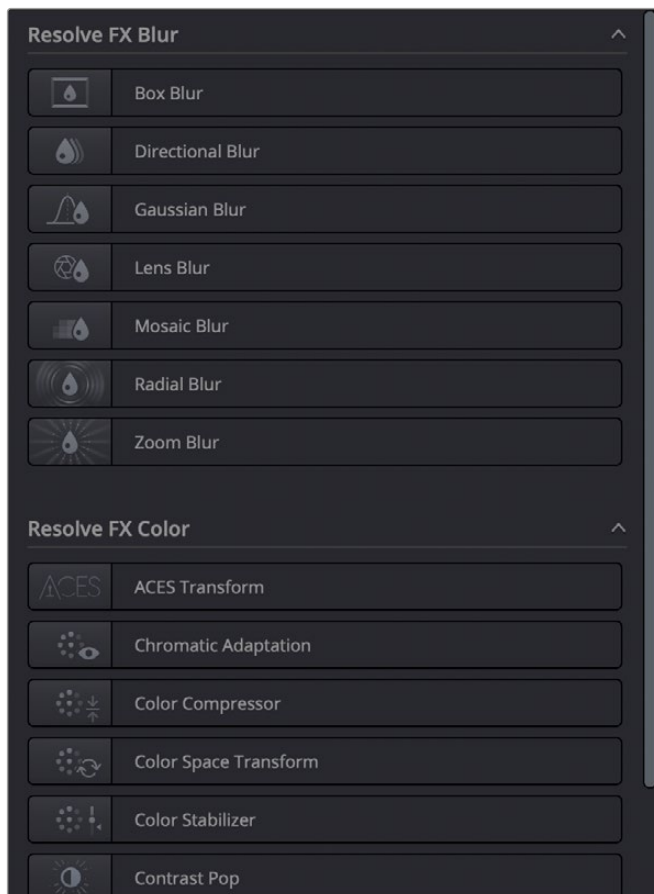 Resolve FX Blur
Box Blur
Directional Blur
Gaussian Blur
Lens Blur
Mosaic Blur
Radial Blur
Zoom Blur
Resolve FX Color
ACES ACES Transform
Chromatic Adaptation
Color Compressor
Color Space Transform
Color Stabilizer
Contrast Pop